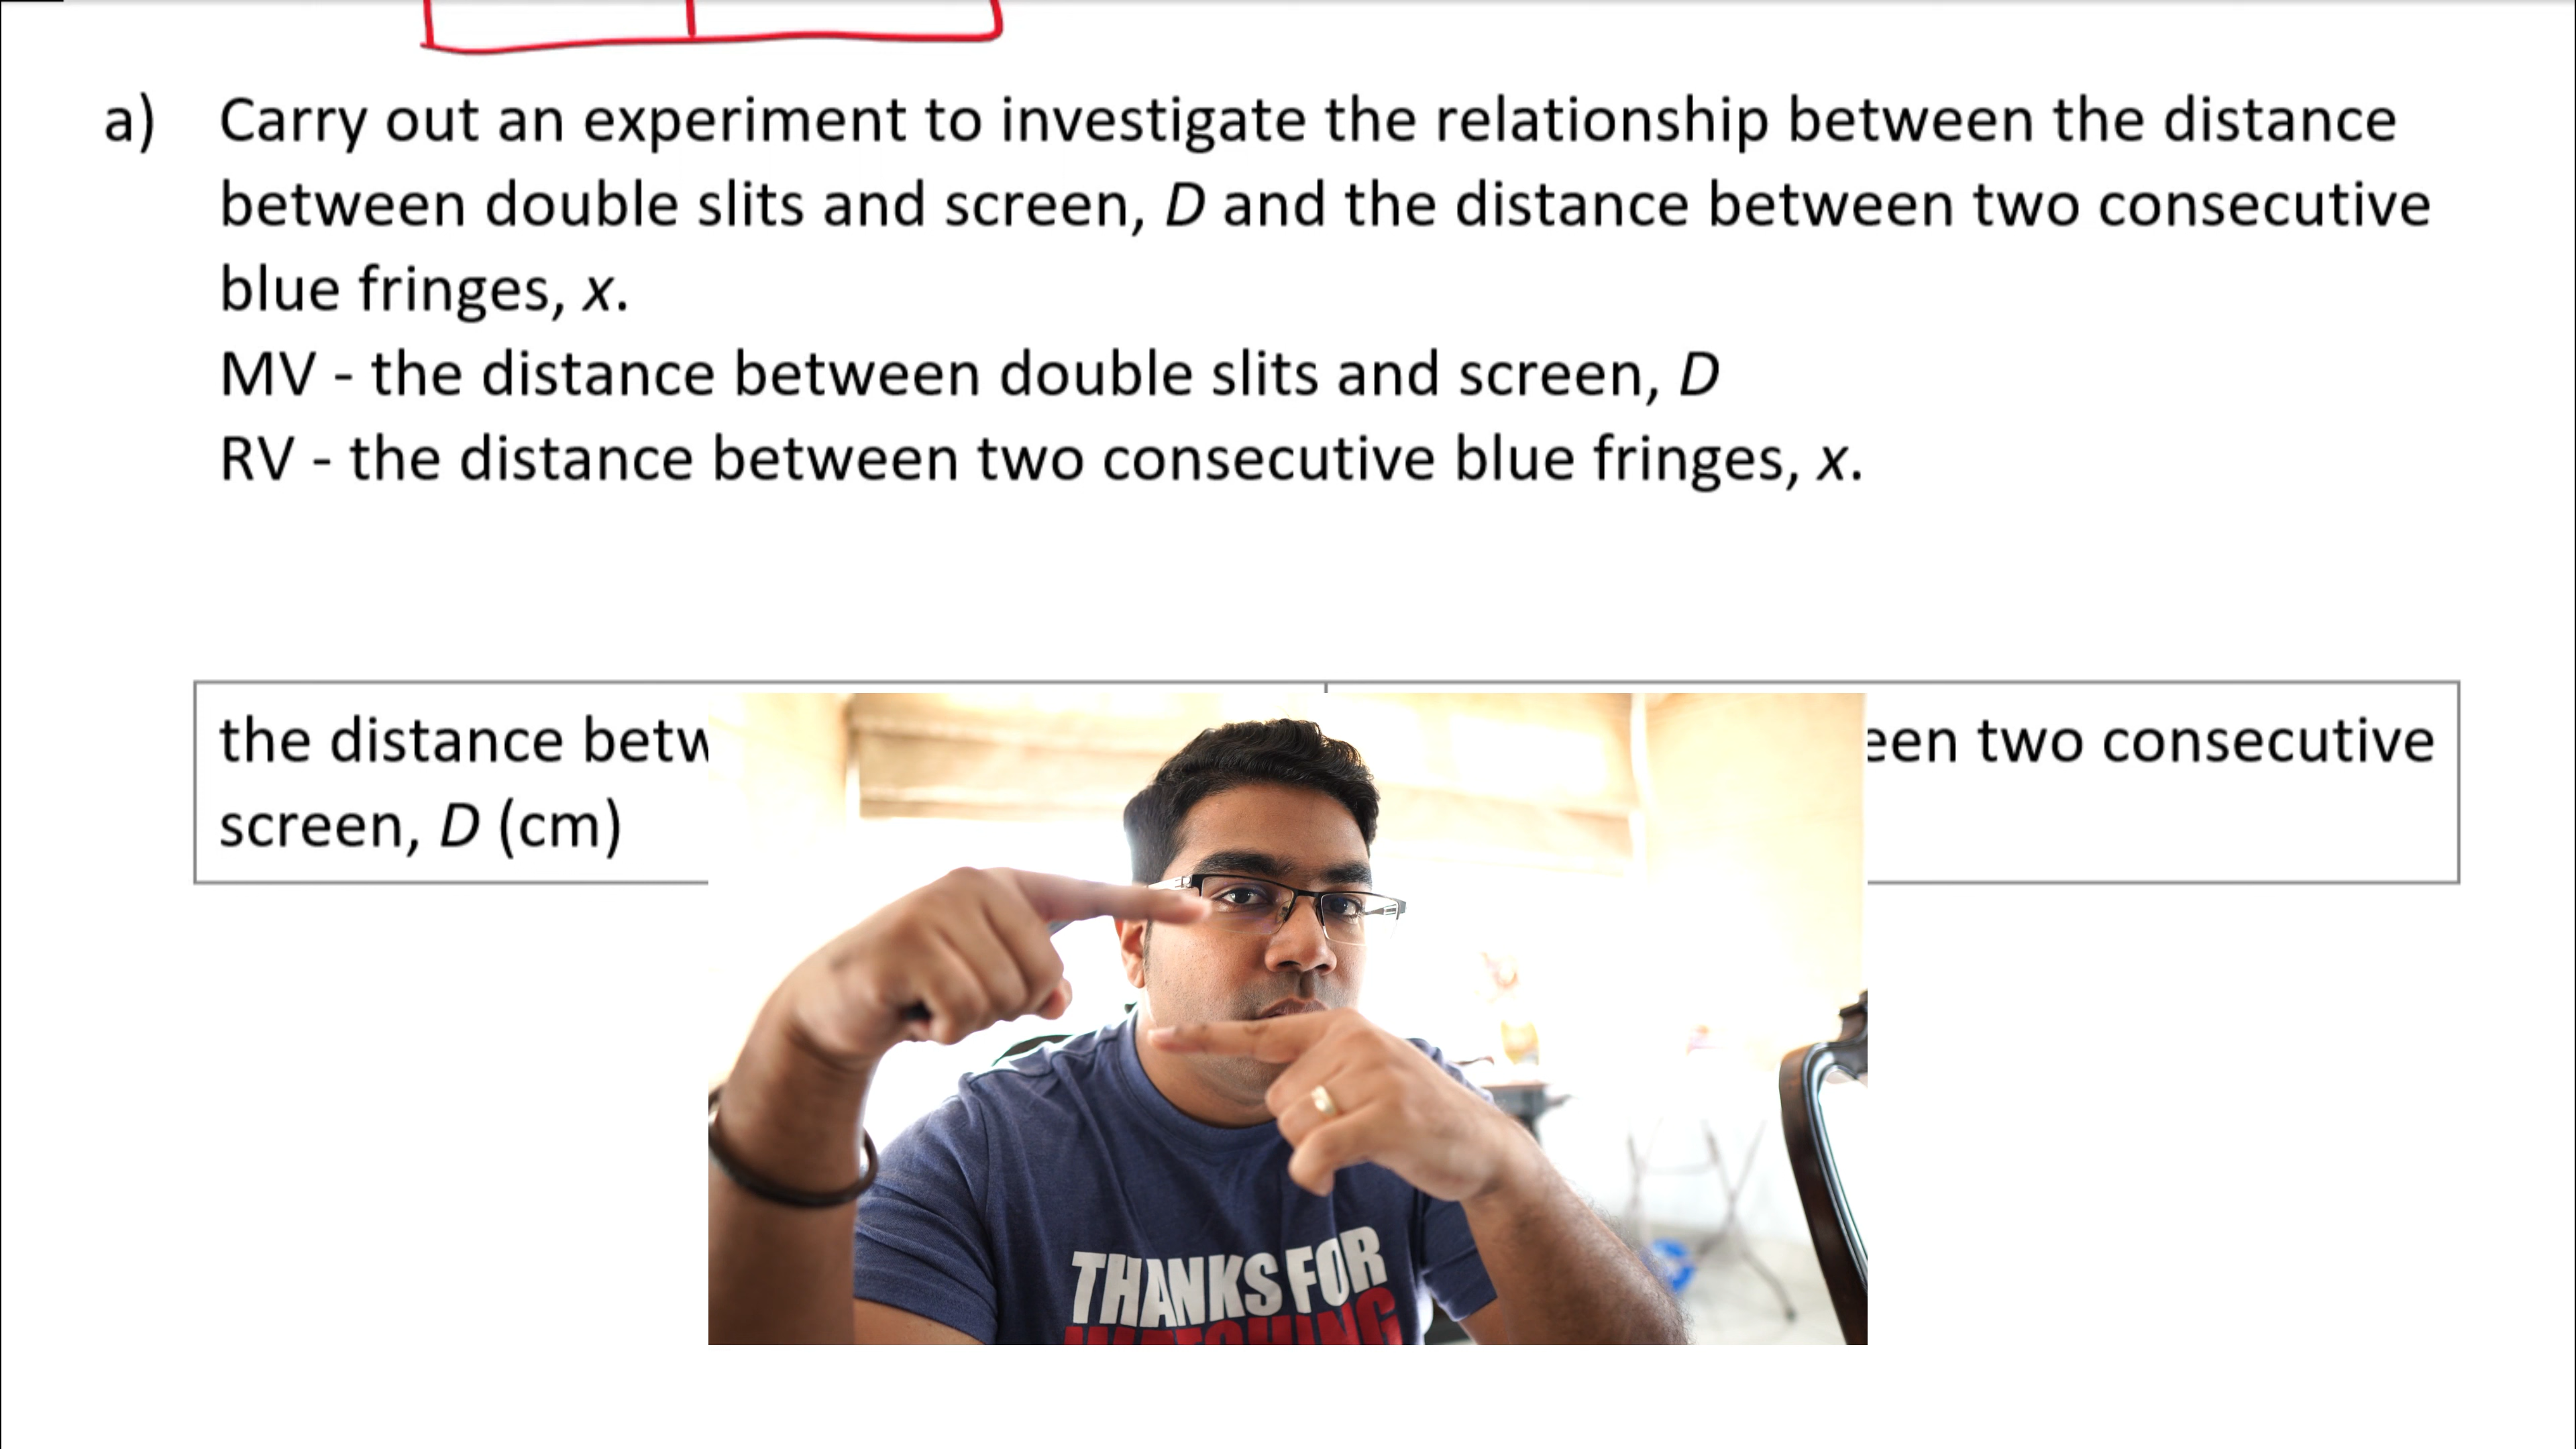 a) Carry out an experiment to investigate the relationship between the distance
between double slits and screen, D and the distance between two consecutive
blue fringes, x.
MV - the distance between double slits and screen, D
RV - the distance between two consecutive blue fringes, x.
the distance
screen, D (cm)
two consecutive
THANKS FOR
WATCHING